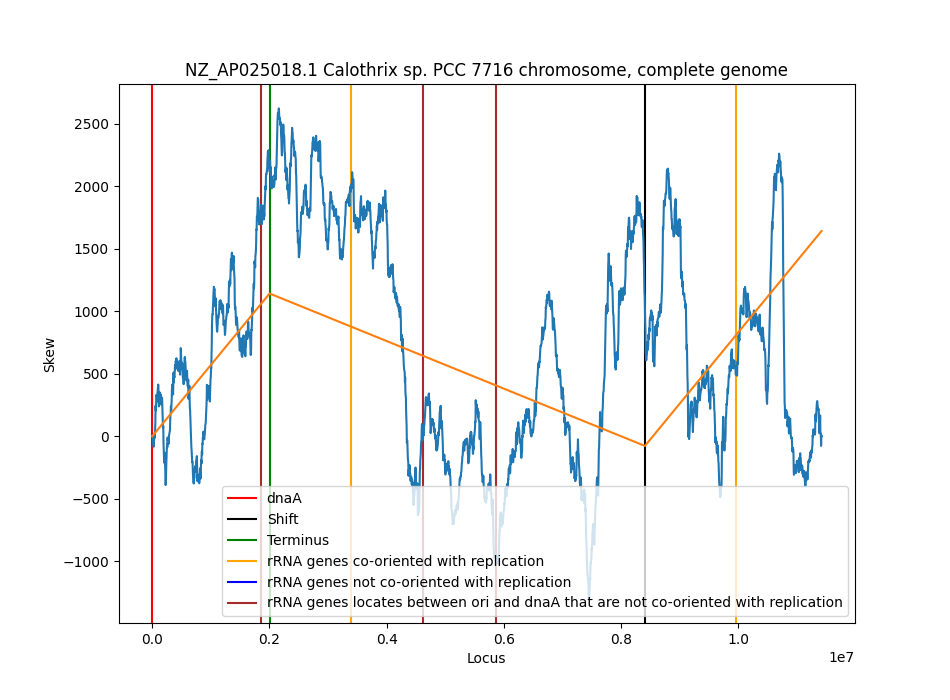 NZ_AP025018.1 Calothrix sp. PCC 7716 chromosome, complete genome
2500
2000
1500
1000
500
0
−500
−1000
Skew
dnaA
Shift
Terminus
rRNA genes co-oriented with replication
rRNA genes not co-oriented with replication
rRNA genes locates between ori and dnaA that are not co-oriented with replication
0.0 0.2 0.4 0.6 0.8 1.0
1e7
Locus